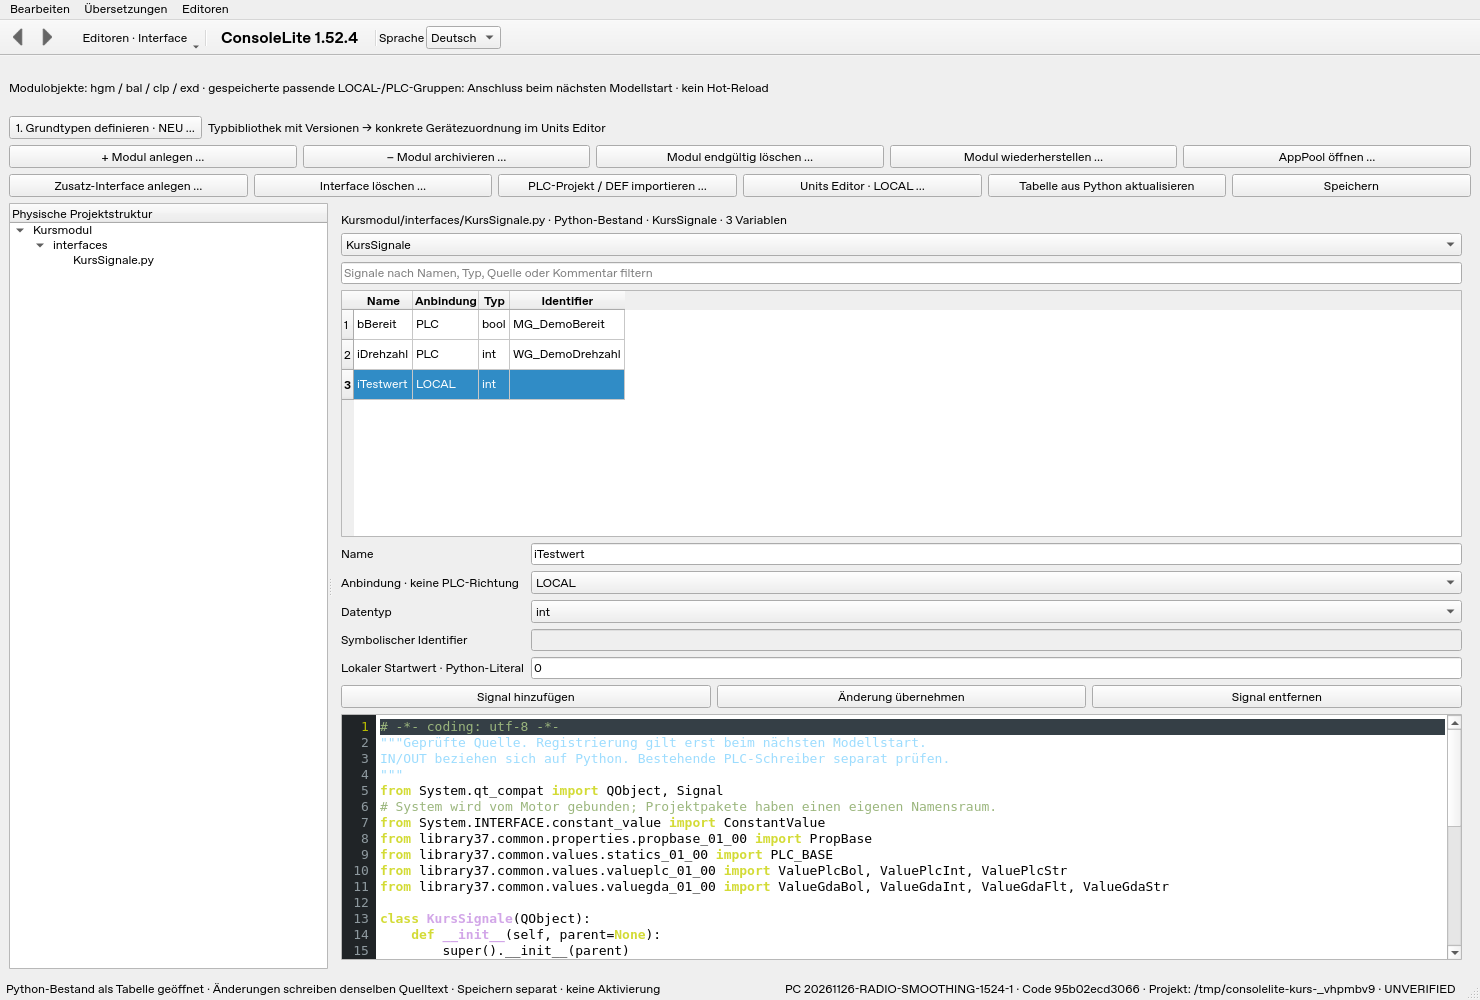 Bearbeiten Übersetzungen Editoren
Editoren · Interface ConsoleLite 1.52.4 Sprache Deutsch
Modulobjekte: hgm / bal / clp / exd · gespeicherte passende LOCAL-/PLC-Gruppen: Anschluss beim nächsten Modellstart · kein Hot-Reload
1. Grundtypen definieren · NEU ... Typbibliothek mit Versionen → konkrete Gerätezuordnung im Units Editor
+ Modul anlegen ... – Modul archivieren ... Modul endgültig löschen ... Modul wiederherstellen ... AppPool öffnen ...
Zusatz-Interface anlegen ... Interface löschen ... PLC-Projekt / DEF importieren ... Units Editor · LOCAL ... Tabelle aus Python aktualisieren Speichern
Physische Projektstruktur
Kursmodul
interfaces
KursSignale.py
Kursmodul/interfaces/KursSignale.py · Python-Bestand · KursSignale · 3 Variablen
KursSignale
Signale nach Namen, Typ, Quelle oder Kommentar filtern
Name Anbindung Typ Identifier
1 bBereit PLC bool MG_DemoBereit
2 iDrehzahl PLC int WG_DemoDrehzahl
3 iTestwert LOCAL int
Name iTestwert
Anbindung · keine PLC-Richtung LOCAL
Datentyp int
Symbolischer Identifier
Lokaler Startwert · Python-Literal 0
Signal hinzufügen Änderung übernehmen Signal entfernen
1 # -*- coding: utf-8 -*-
2 """Geprüfte Quelle. Registrierung gilt erst beim nächsten Modellstart.
3 IN/OUT beziehen sich auf Python. Bestehende PLC-Schreiber separat prüfen.
4 """
5 from System.qt_compat import QObject, Signal
6 # System wird vom Motor gebunden; Projektpakete haben einen eigenen Namensraum.
7 from System.INTERFACE.constant_value import ConstantValue
8 from library37.common.properties.propbase_01_00 import PropBase
9 from library37.common.values.statics_01_00 import PLC_BASE
10 from library37.common.values.valueplc_01_00 import ValuePlcBol, ValuePlcInt, ValuePlcStr
11 from library37.common.values.valuegda_01_00 import ValueGdaBol, ValueGdaInt, ValueGdaFlt, ValueGdaStr
12
13 class KursSignale(QObject):
14 def __init__(self, parent=None):
15 super().__init__(parent)
Python-Bestand als Tabelle geöffnet · Änderungen schreiben denselben Quelltext · Speichern separat · keine Aktivierung PC 20261126-RADIO-SMOOTHING-1524-1 · Code 95b02ecd3066 · Projekt: /tmp/consolelite-kurs-_vhpmbv9 · UNVERIFIED